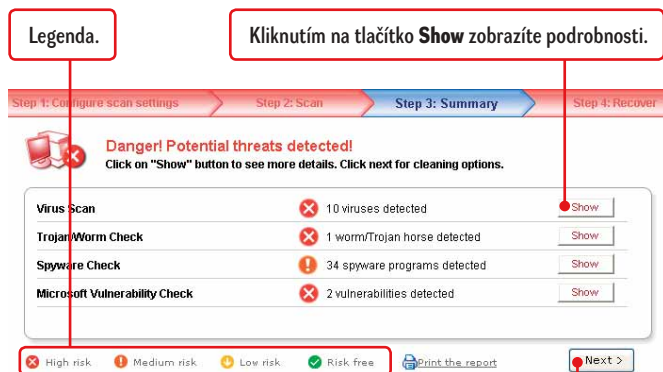 Legenda.
Kliknutím na tlačítko Show zobrazíte podrobnosti.
Step 1: Configure scan settings
Step 2: Scan
Step 3: Summary
Step 4: Recover
Danger! Potential threats detected!
Click on "Show" button to see more details. Click next for cleaning options.
Virus Scan 10 viruses detected Show
Trojan/Worm Check 1 worm/Trojan horse detected Show
Spyware Check 34 spyware programs detected Show
Microsoft Vulnerability Check 2 vulnerabilities detected Show
High risk Medium risk Low risk Risk free Print the report Next >